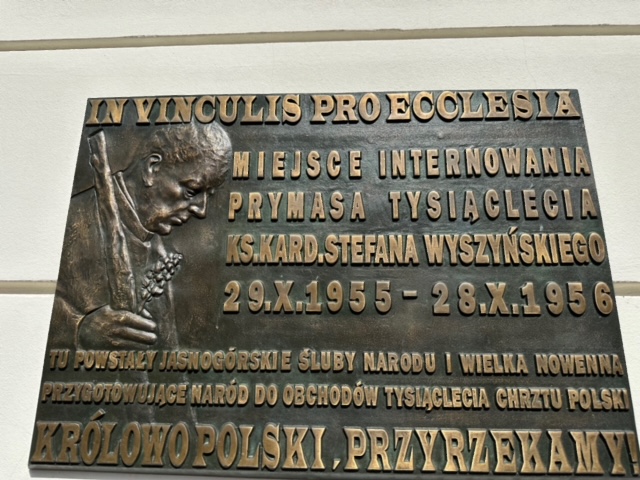 IN VINCULIS PRO ECCLESIA
MIEJSCE INTERNOWANIA
PRYMASA TYSIĄCLECIA
KS.KARD.STEFANA WYSZYŃSKIEGO
29.X.1955 - 28.X.1956
TU POWSTAŁY JASNOGÓRSKIE ŚLUBY NARODU I WIELKA NOWENNA
PRZYGOTOWUJĄCE NARÓD DO OBCHODÓW TYSIĄCLECIA CHRZTU POLSKI
KRÓLOWO POLSKI, PRZYRZEKAMY!